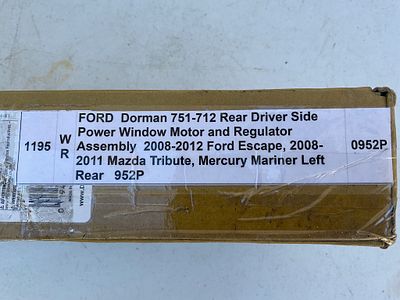 1195
W
R
FORD Dorman 751-712 Rear Driver Side
Power Window Motor and Regulator
Assembly 2008-2012 Ford Escape, 2008-
2011 Mazda Tribute, Mercury Mariner Left
Rear 952P
0952P